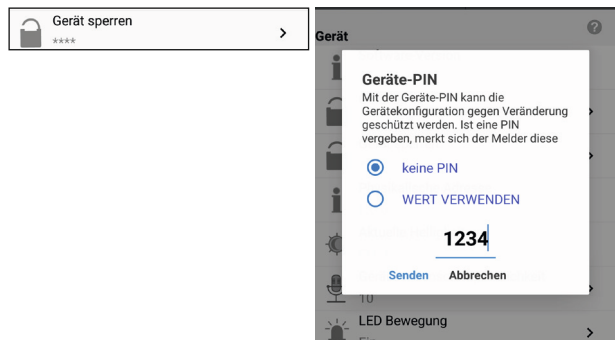 Gerät sperren
****
Gerät
Geräte-PIN
Mit der Geräte-PIN kann die
Gerätekonfiguration gegen Veränderung
geschützt werden. Ist eine PIN
vergeben, merkt sich der Melder diese
keine PIN
WERT VERWENDEN
1234
Senden Abbrechen
10
LED Bewegung